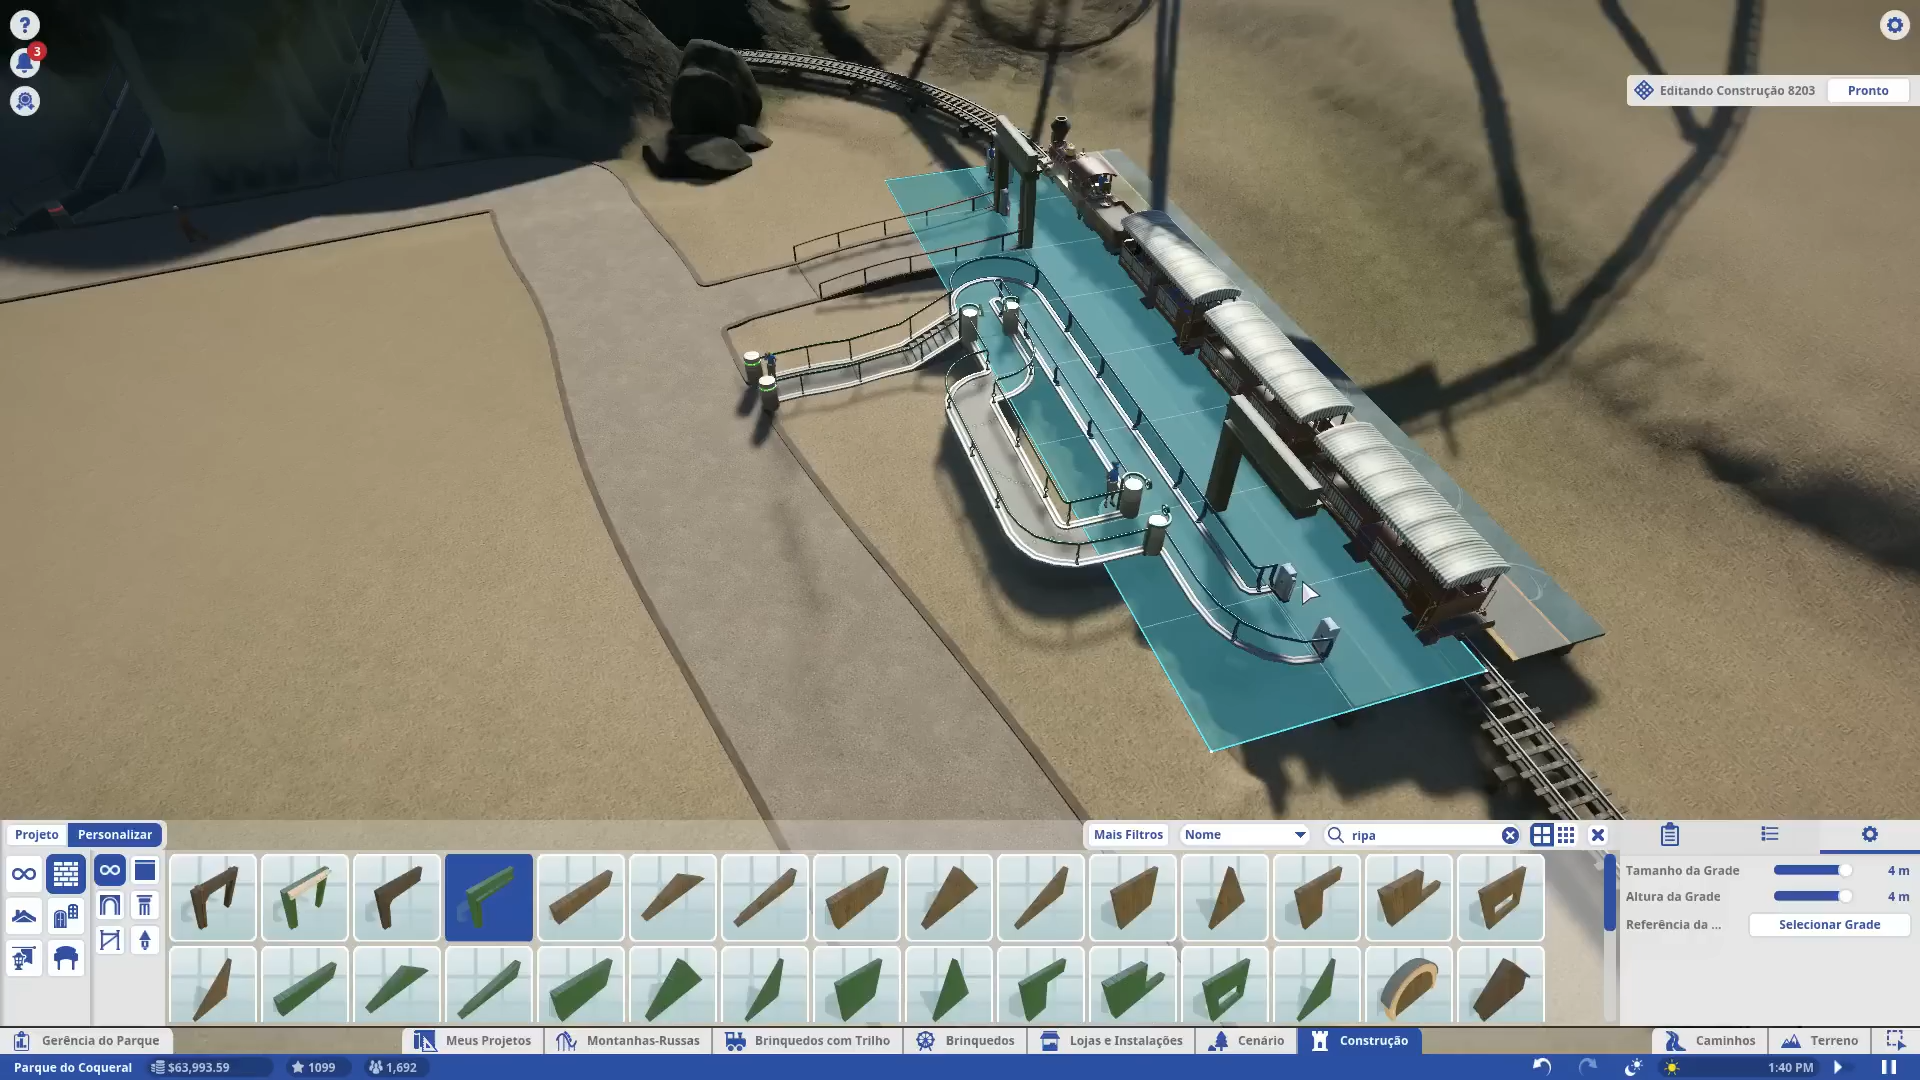 ?
3
Editando Construção 8203
Pronto
Projeto
Personalizar
Mais Filtros
Nome
ripa
Tamanho da Grade
4 m
Altura da Grade
4 m
Referência da ...
Selecionar Grade
Gerência do Parque
Meus Projetos
Montanhas-Russas
Brinquedos com Trilho
Brinquedos
Lojas e Instalações
Cenário
Construção
Caminhos
Terreno
Parque do Coqueral
$63,993.59
1099
1,692
1:40 PM